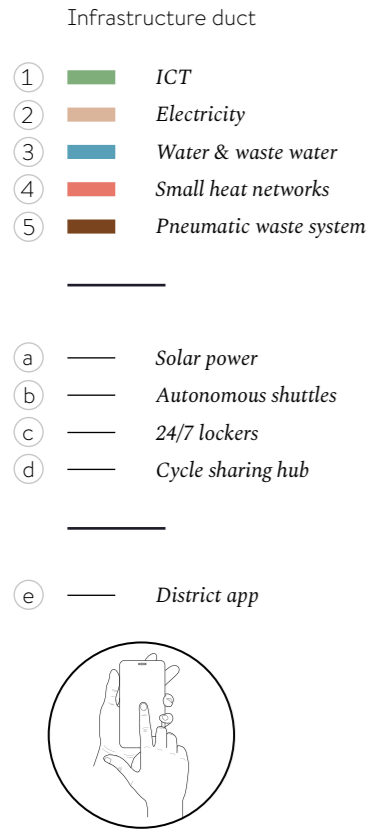 Infrastructure duct
1 ICT
2 Electricity
3 Water & waste water
4 Small heat networks
5 Pneumatic waste system
a Solar power
b Autonomous shuttles
c 24/7 lockers
d Cycle sharing hub
e District app